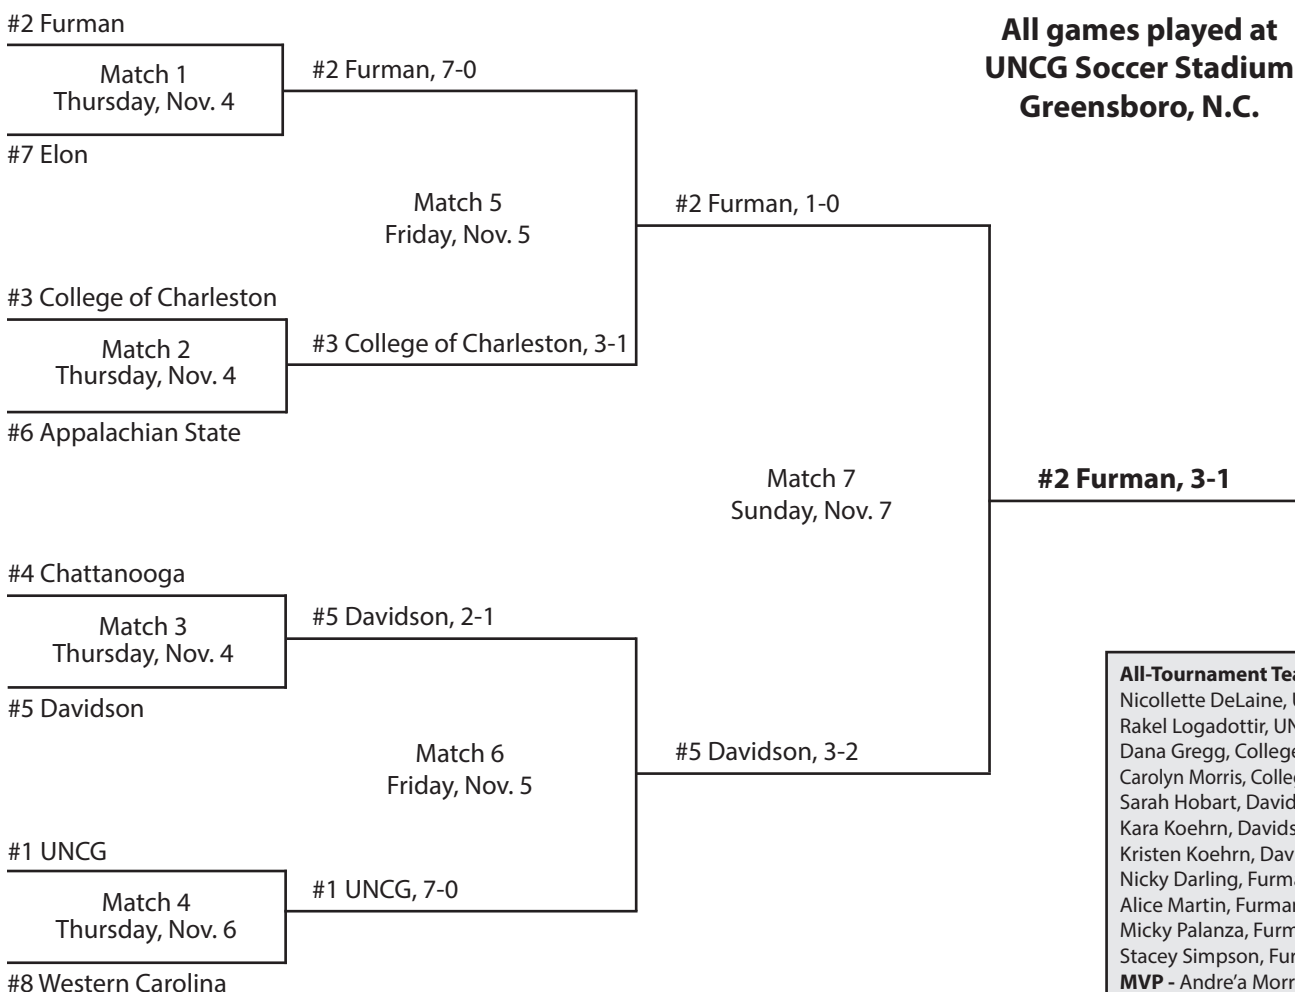 #2 Furman
Match 1
Thursday, Nov. 4
#7 Elon
#2 Furman, 7-0
All games played at
UNCG Soccer Stadium
Greensboro, N.C.
Match 5
Friday, Nov. 5
#2 Furman, 1-0
#3 College of Charleston
Match 2
Thursday, Nov. 4
#6 Appalachian State
#3 College of Charleston, 3-1
Match 7
Sunday, Nov. 7
#2 Furman, 3-1
#4 Chattanooga
Match 3
Thursday, Nov. 4
#5 Davidson
#5 Davidson, 2-1
Match 6
Friday, Nov. 5
#5 Davidson, 3-2
#1 UNCG
Match 4
Thursday, Nov. 6
#8 Western Carolina
#1 UNCG, 7-0
All-Tournament
Nicollette DeLaine,
Rakel Logadottir,
Dana Gregg,
Carolyn Morris,
Sarah Hobart,
Kara Koehrn,
Kristen Koehrn,
Nicky Darling,
Alice Martin,
Micky Palanza,
Stacey Simpson,
MVP - Andre'a